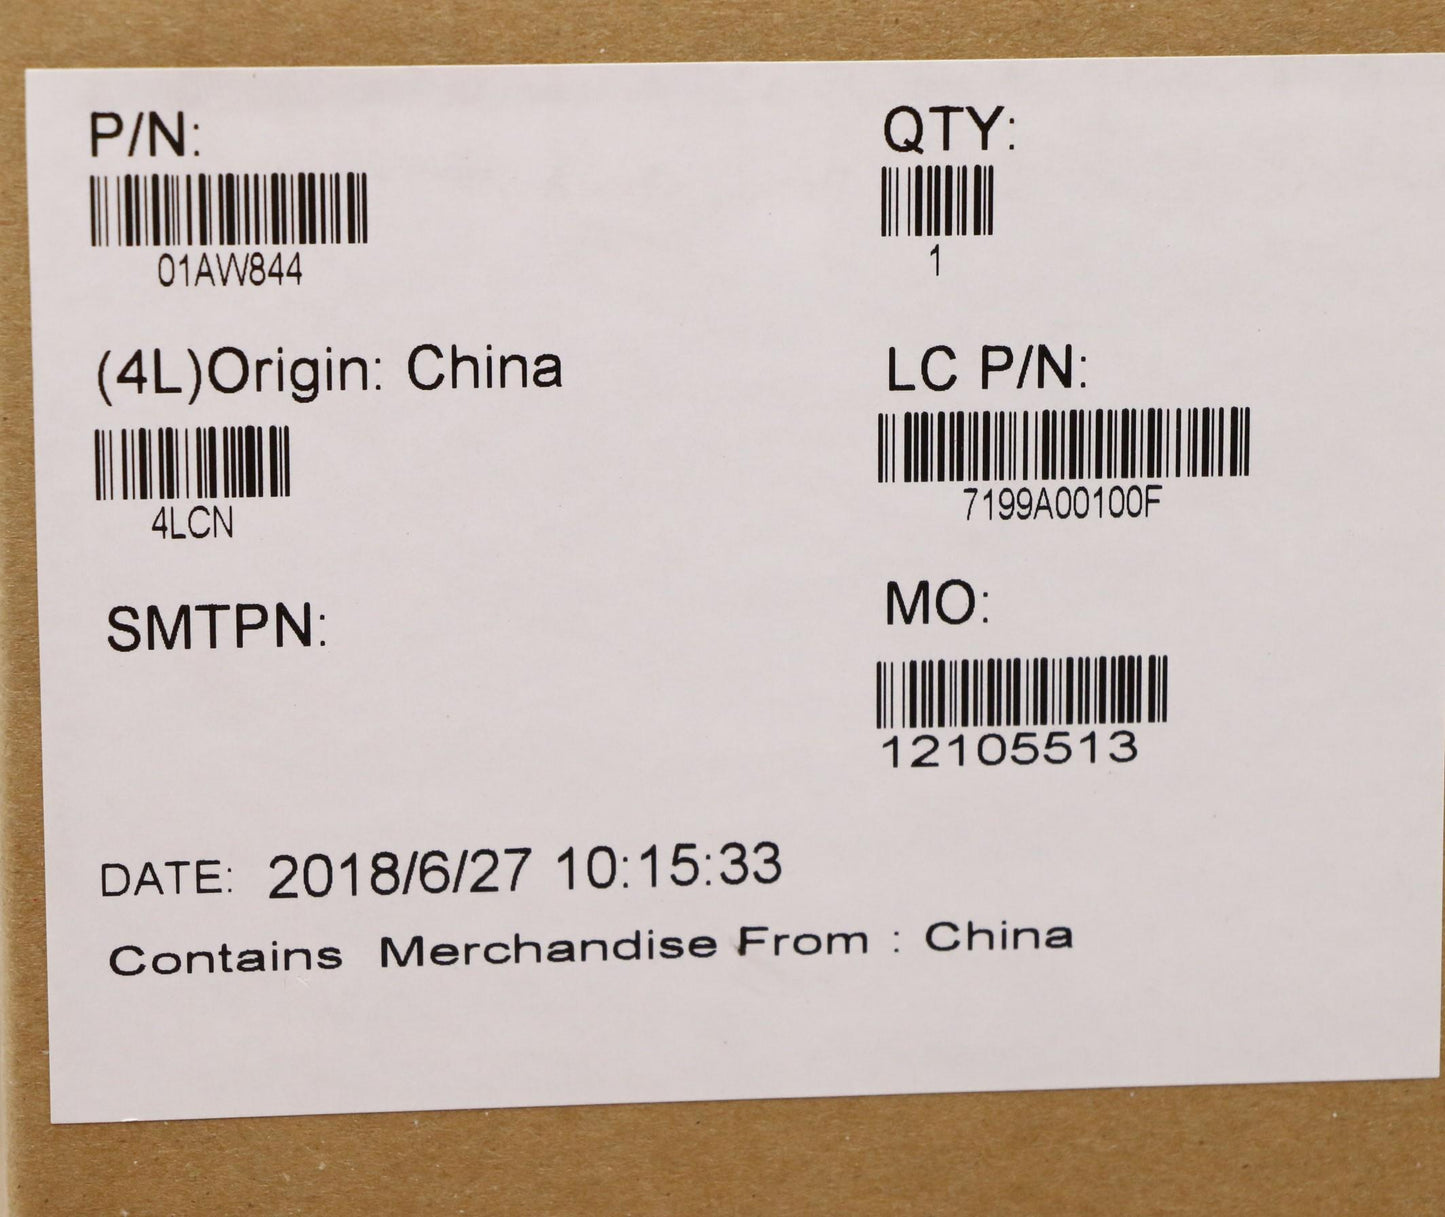 P/N:
01AW844
QTY:
1
(4L)Origin: China
4LCN
LC P/N:
7199A00100F
SMTPN:
MO:
12105513
DATE: 2018/6/27 10:15:33
Contains Merchandise From : China